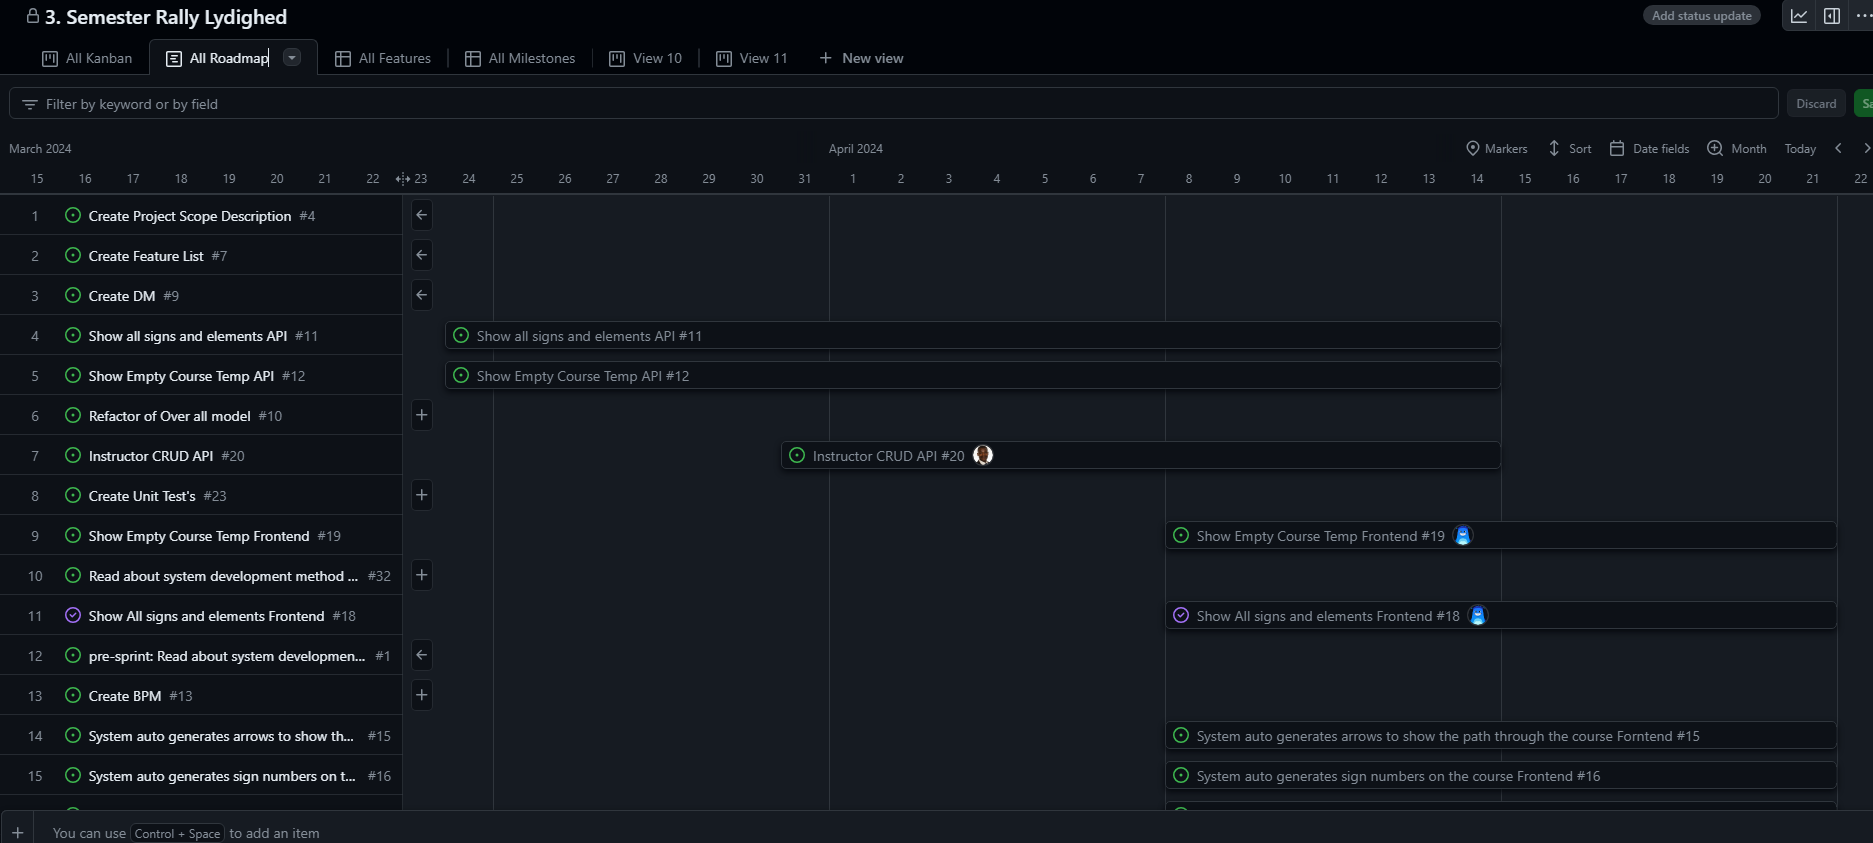 3. Semester Rally Lydighed
Add status update
All Kanban
All Roadmap
All Features
All Milestones
View 10
View 11
New view
Filter by keyword or by field
Discard
Sa
March 2024
April 2024
Markers
Sort
Date fields
Month
Today
15 16 17 18 19 20 21 22 23 24 25 26 27 28 29 30 31 1 2 3 4 5 6 7 8 9 10 11 12 13 14 15 16 17 18 19 20 21 22
1 Create Project Scope Description #4
2 Create Feature List #7
3 Create DM #9
4 Show all signs and elements API #11 Show all signs and elements API #11
5 Show Empty Course Temp API #12 Show Empty Course Temp API #12
6 Refactor of Over all model #10
7 Instructor CRUD API #20 Instructor CRUD API #20
8 Create Unit Test's #23
9 Show Empty Course Temp Frontend #19 Show Empty Course Temp Frontend #19
10 Read about system development method ... #32
11 Show All signs and elements Frontend #18 Show All signs and elements Frontend #18
12 pre-sprint: Read about system developmen... #1
13 Create BPM #13
14 System auto generates arrows to show th... #15 System auto generates arrows to show the path through the course Forntend #15
15 System auto generates sign numbers on t... #16 System auto generates sign numbers on the course Frontend #16
You can use Control + Space to add an item